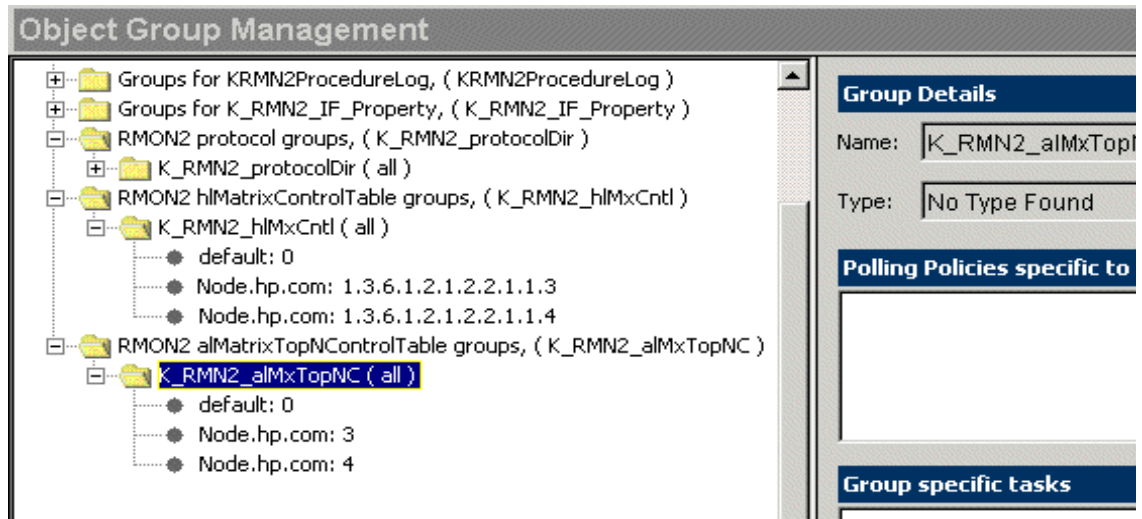 Object Group Management
Groups for KRMN2ProcedureLog, ( KRMN2ProcedureLog )
Groups for K_RMN2_IF_Property, ( K_RMN2_IF_Property )
RMON2 protocol groups, ( K_RMN2_protocolDir )
K_RMN2_protocolDir ( all )
RMON2 hlMatrixControlTable groups, ( K_RMN2_hlMxCntl )
K_RMN2_hlMxCntl ( all )
default: 0
Node.hp.com: 1.3.6.1.2.1.2.2.1.1.3
Node.hp.com: 1.3.6.1.2.1.2.2.1.1.4
RMON2 alMatrixTopNControlTable groups, ( K_RMN2_alMxTopNC )
K_RMN2_alMxTopNC ( all )
default: 0
Node.hp.com: 3
Node.hp.com: 4
Group Details
Name: K_RMN2_alMxTopN
Type: No Type Found
Polling Policies specific to
Group specific tasks